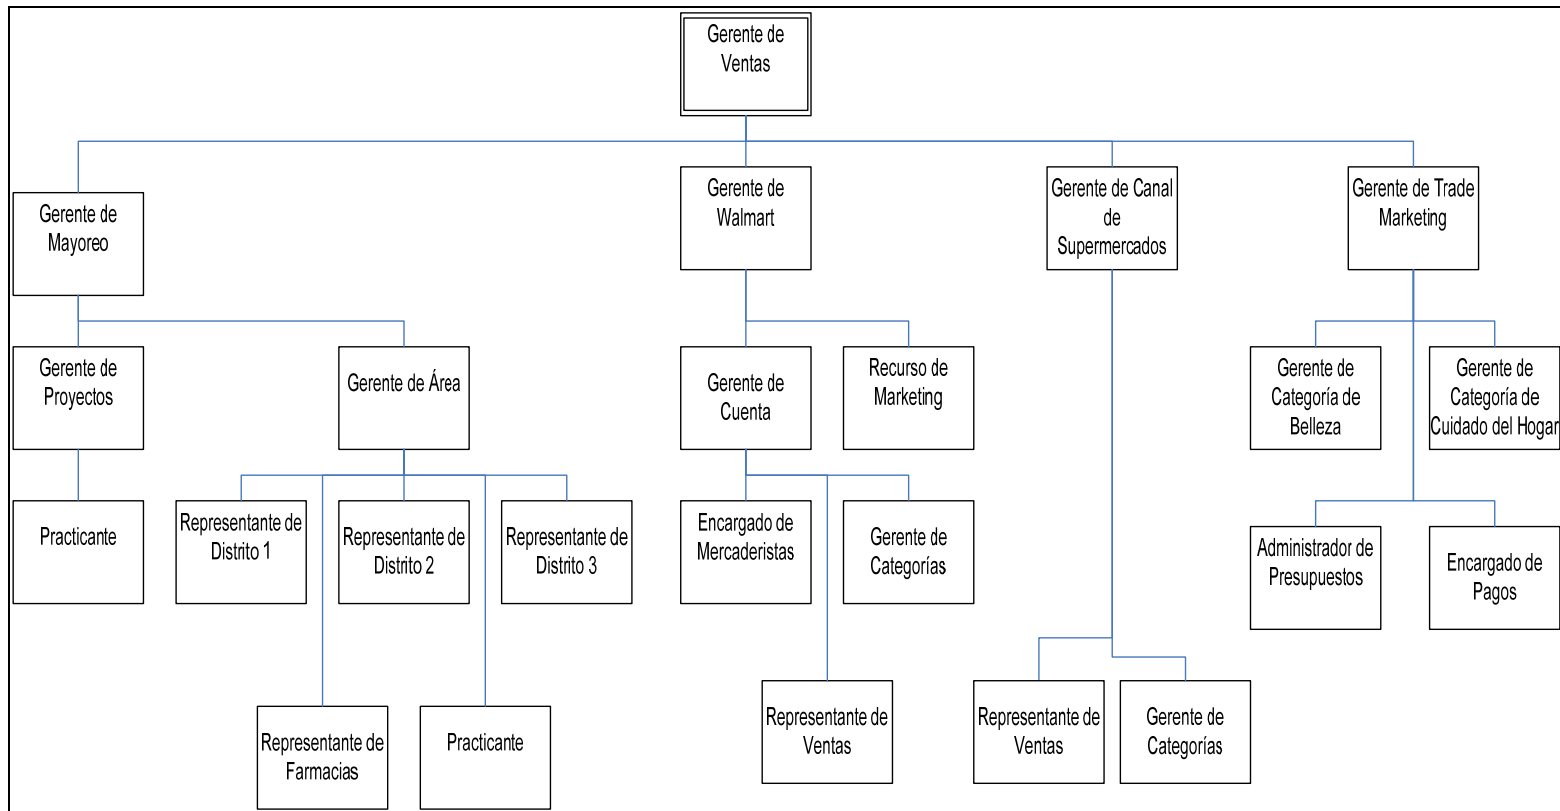 Gerente de
Ventas
Gerente de
Mayoreo
Gerente de
Walmart
Gerente de Canal
de
Supermercados
Gerente de Trade
Marketing
Gerente de
Proyectos
Gerente de Área
Gerente de
Cuenta
Recurso de
Marketing
Gerente de
Categoría de
Belleza
Gerente de
Categoría de
Cuidado del Hogar
Practicante
Representante de
Distrito 1
Representante de
Distrito 2
Representante de
Distrito 3
Encargado de
Mercaderistas
Gerente de
Categorías
Administrador de
Presupuestos
Encargado de
Pagos
Representante de
Farmacias
Practicante
Representante de
Ventas
Representante de
Ventas
Gerente de
Categorías